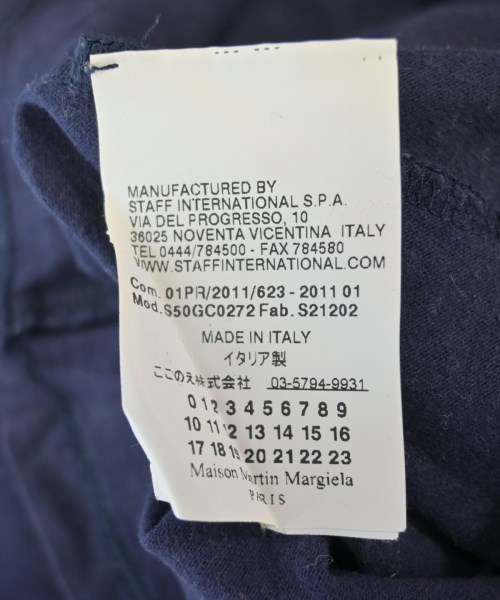 MANUFACTURED BY
STAFF INTERNATIONAL S.P.A.
VIA DEL PROGRESSO, 10
36025 NOVENTA VICENTINA ITALY
TEL 0444/784500 - FAX 784580
WWW.STAFFINTERNATIONAL.COM
Com. 01PR/2011/623 - 2011 01
Mod. S50GC0272 Fab. S21202
MADE IN ITALY
イタリア製
ここのえ株式会社 03-5794-9931
0 1 2 3 4 5 6 7 8 9
10 11 12 13 14 15 16
17 18 19 20 21 22 23
Maison Martin Margiela
PARIS